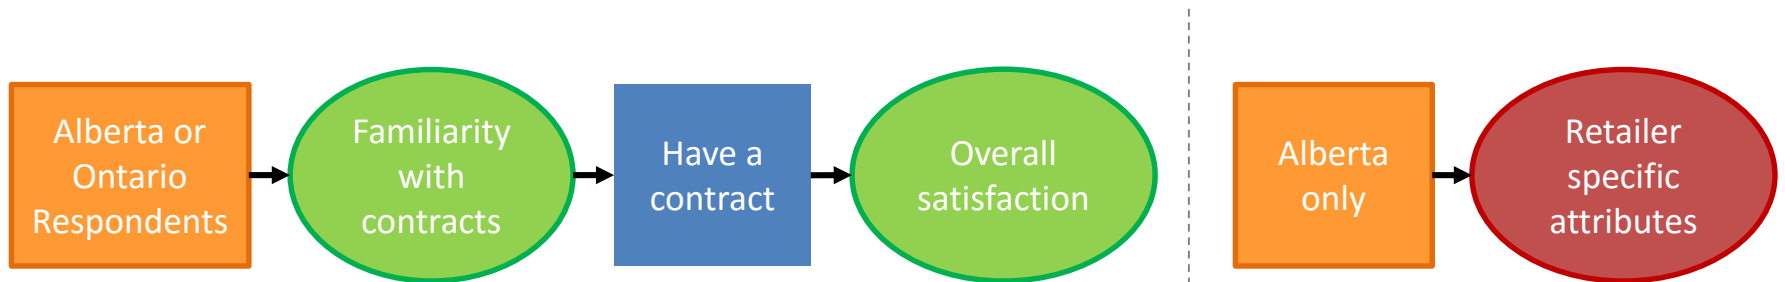 Alberta or
Ontario
Respondents
Familiarity
with
contracts
Have a
contract
Overall
satisfaction
Alberta
only
Retailer
specific
attributes